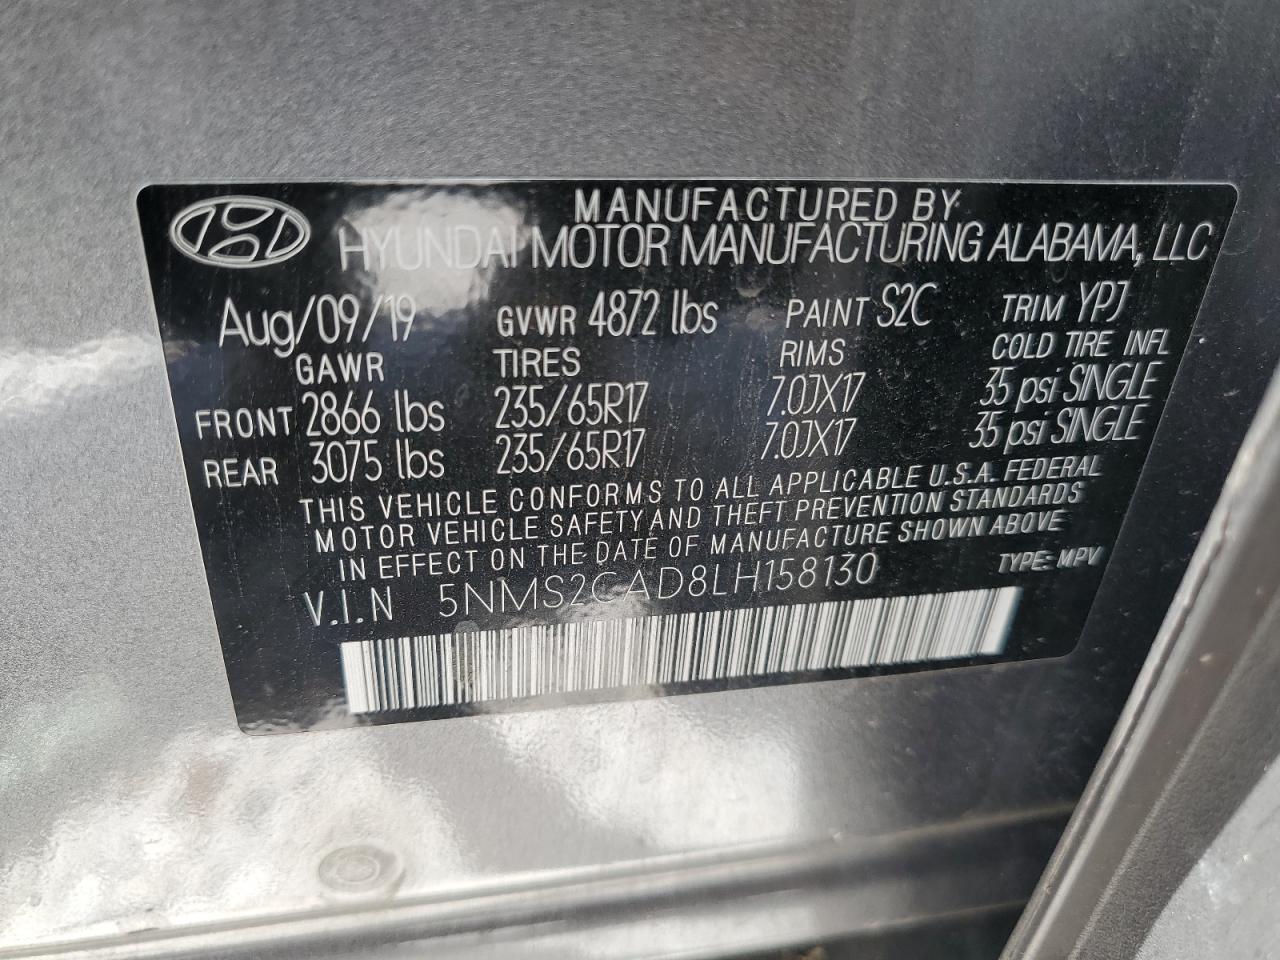 MANUFACTURED BY
HYUNDAI MOTOR MANUFACTURING ALABAMA, LLC
Aug/09/19 GVWR 4872 lbs PAINT S2C TRIM YPJ
GAWR TIRES RIMS COLD TIRE INFL
FRONT 2866 lbs 235/65R17 7.0JX17 35 psi SINGLE
REAR 3075 lbs 235/65R17 7.0JX17 35 psi SINGLE
THIS VEHICLE CONFORMS TO ALL APPLICABLE U.S.A. FEDERAL
MOTOR VEHICLE SAFETY AND THEFT PREVENTION STANDARDS
IN EFFECT ON THE DATE OF MANUFACTURE SHOWN ABOVE
V.I.N 5NMS2CAD8LH158130 TYPE: MPV